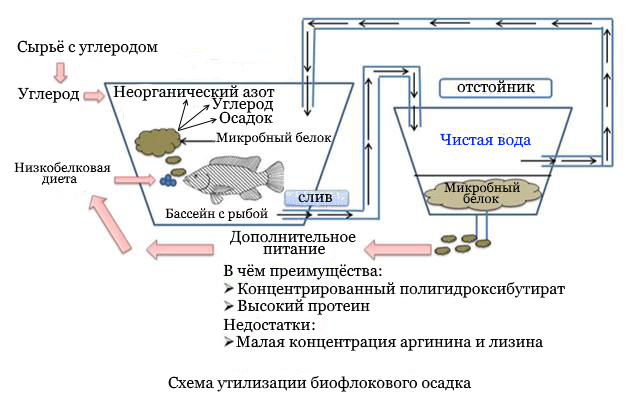 Сырьё с углеродом
Углерод
Неорганический азот
Углерод
Осадок
Микробный белок
Низкобелковая
диета
Бассейн с рыбой
слив
отстойник
Чистая вода
Микробный
белок
Дополнительное
питание
В чём преимущёства:
Концентрированный полигидроксибутират
Высокий протеин
Недостатки:
Малая концентрация аргинина и лизина
Схема утилизации биофлокового осадка